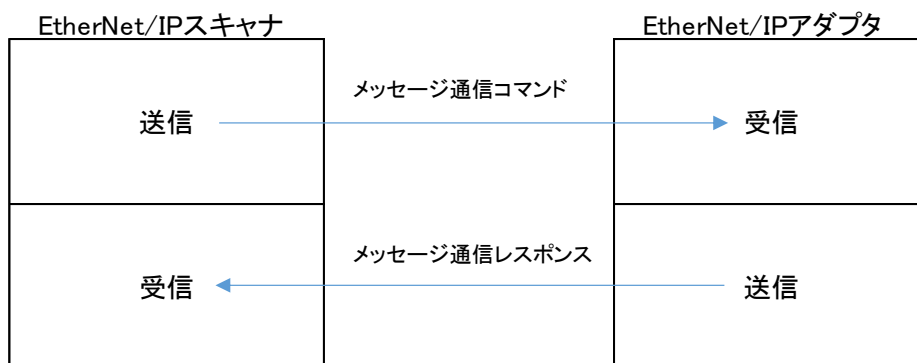 EtherNet/IPスキャナ
EtherNet/IPアダプタ
メッセージ通信コマンド
送信
受信
メッセージ通信レスポンス
受信
送信